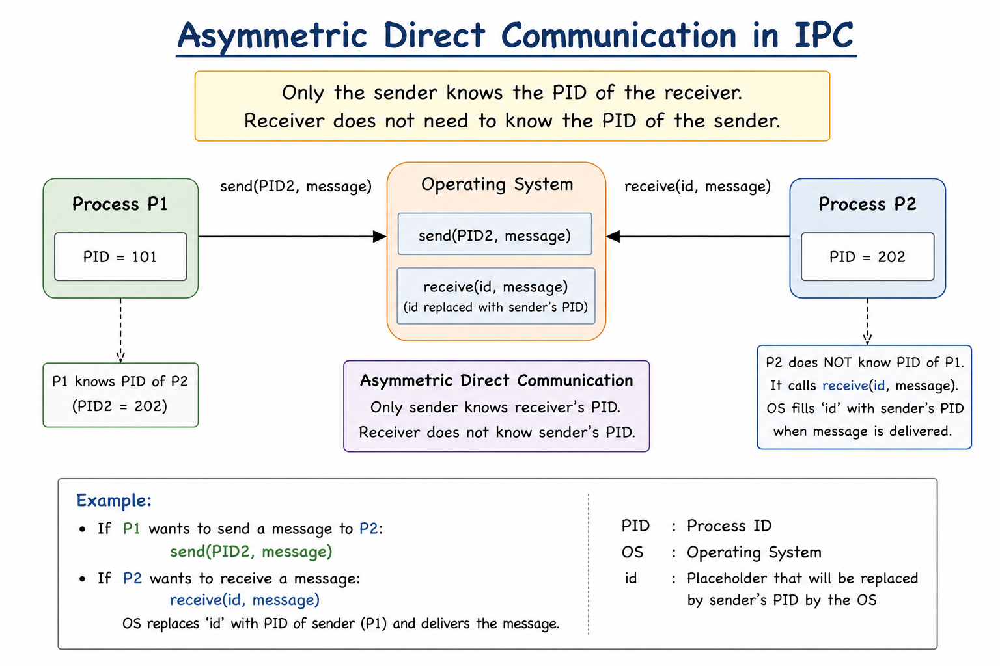 Asymmetric Direct Communication in IPC
Only the sender knows the PID of the receiver.
Receiver does not need to know the PID of the sender.
Process P1
PID = 101
send(PID2, message)
Operating System
send(PID2, message)
receive(id, message)
(id replaced with sender's PID)
receive(id, message)
Process P2
PID = 202
P1 knows PID of P2
(PID2 = 202)
Asymmetric Direct Communication
Only sender knows receiver's PID.
Receiver does not know sender's PID.
P2 does NOT know PID of P1.
It calls receive(id, message).
OS fills 'id' with sender's PID
when message is delivered.
Example:
• If P1 wants to send a message to P2:
send(PID2, message)
• If P2 wants to receive a message:
receive(id, message)
OS replaces 'id' with PID of sender (P1) and delivers the message.
PID : Process ID
OS : Operating System
id : Placeholder that will be replaced
by sender's PID by the OS